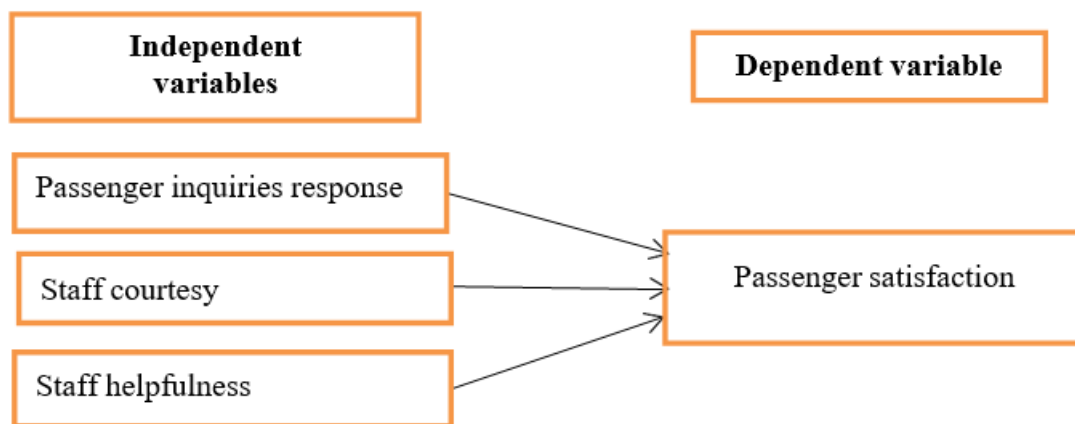 Independent
variables
Dependent variable
Passenger inquiries response
Staff courtesy
Passenger satisfaction
Staff helpfulness